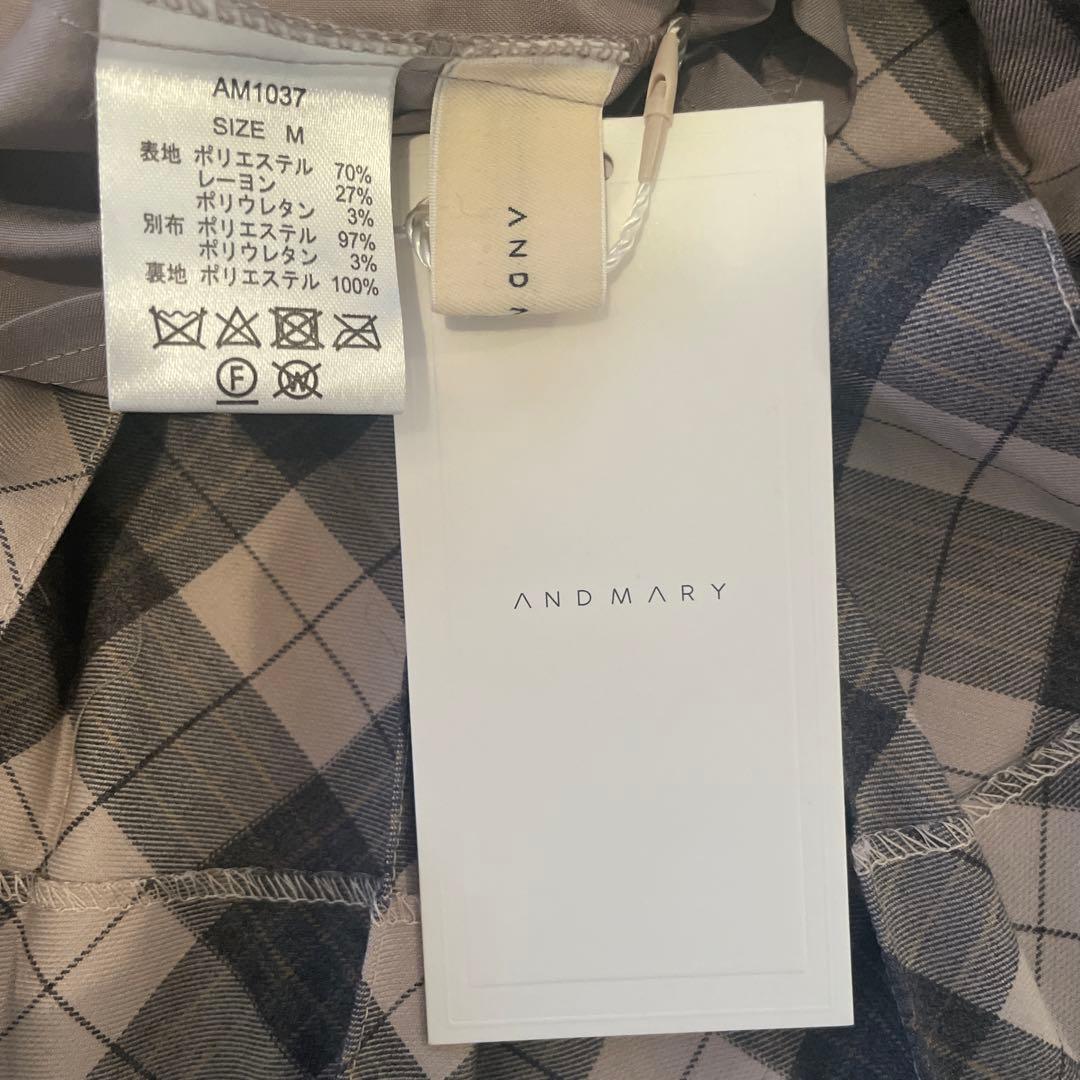 AM1037
SIZE M
表地 ポリエステル 70%
レーヨン 27%
ポリウレタン 3%
別布 ポリエステル 97%
ポリウレタン 3%
裏地 ポリエステル 100%
F W
AND
ANDMARY